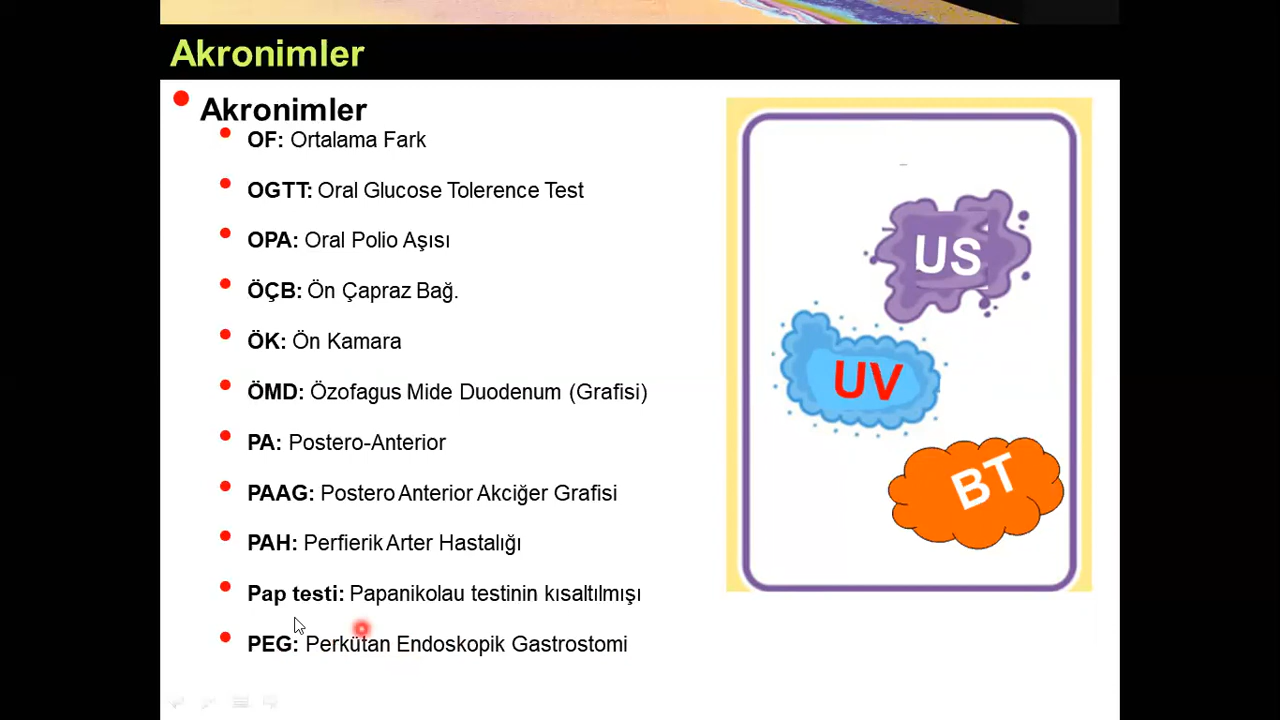 Akronimler
Akronimler
OF: Ortalama Fark
OGTT: Oral Glucose Tolerence Test
OPA: Oral Polio Aşısı
ÖÇB: Ön Çapraz Bağ.
ÖK: Ön Kamara
ÖMD: Özofagus Mide Duodenum (Grafisi)
PA: Postero-Anterior
PAAG: Postero Anterior Akciğer Grafisi
PAH: Perfierik Arter Hastalığı
Pap testi: Papanikolau testinin kısaltılmışı
PEG: Perkütan Endoskopik Gastrostomi
US
UV
BT